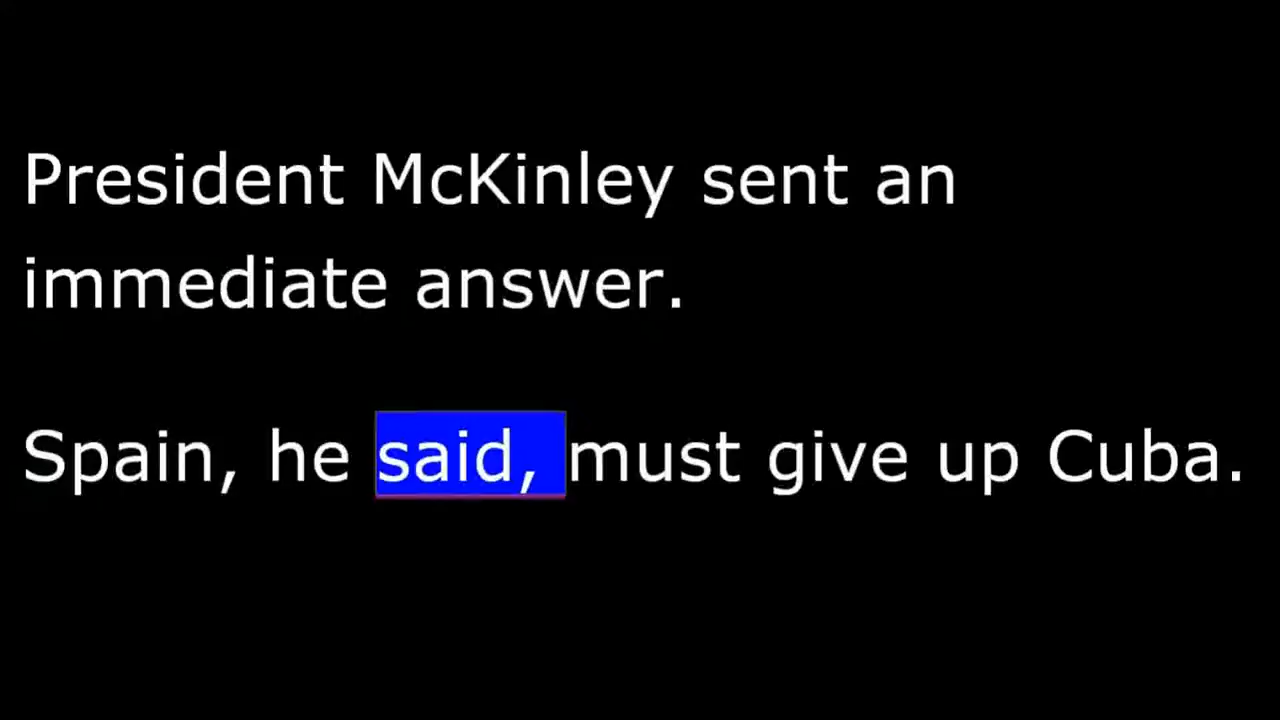 President McKinley sent an
immediate answer.
Spain, he said, must give up Cuba.